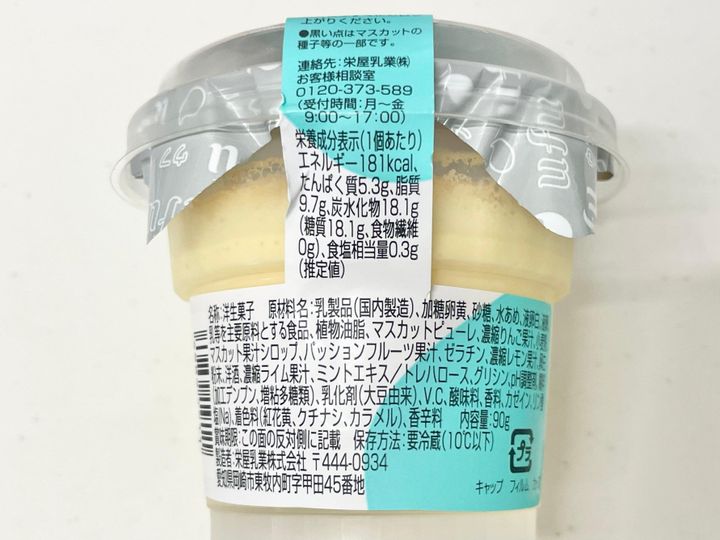 上がりください。
●黒い点はマスカットの
種子等の一部です。
連絡先：栄屋乳業㈱
お客様相談室
0120-373-589
(受付時間：月～金
9:00～17:00)
栄養成分表示(1個あたり)
エネルギー181kcal、
たんぱく質5.3g、脂質
9.7g、炭水化物18.1g
(糖質18.1g、食物繊維
0g)、食塩相当量0.3g
(推定値)
名称：洋生菓子 原材料名：乳製品(国内製造)、加糖卵黄、砂糖、水あめ、液卵白、
乳等を主要原料とする食品、植物油脂、マスカットピューレ、濃縮りんご果汁、
マスカット果汁シロップ、パッションフルーツ果汁、ゼラチン、濃縮レモン果汁、
粉末、洋酒、濃縮ライム果汁、ミントエキス／トレハロース、グリシン、pH調整剤、
(加工デンプン、増粘多糖類)、乳化剤(大豆由来)、V.C、酸味料、香料、カゼイン、リン酸
塩(Na)、着色料(紅花黄、クチナシ、カラメル)、香辛料 内容量：90g
賞味期限：この面の反対側に記載 保存方法：要冷蔵(10℃以下)
製造者：栄屋乳業株式会社 〒444-0934
愛知県岡崎市東牧内町字甲田45番地
プラ
キャップ フィルム カップ